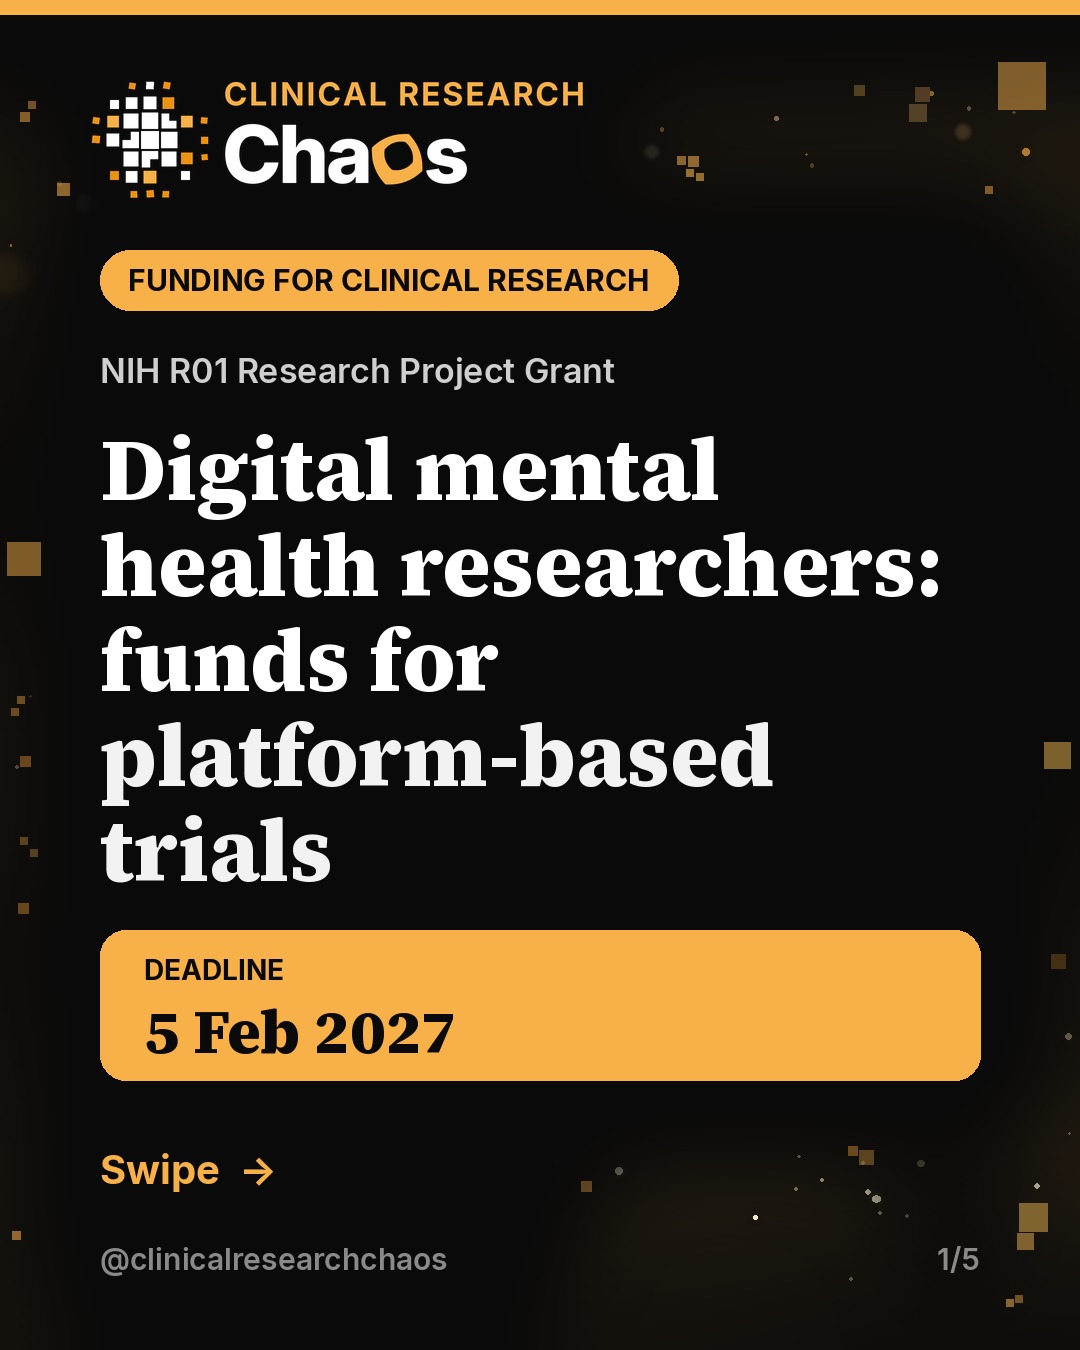 CLINICAL RESEARCH
Chaos
FUNDING FOR CLINICAL RESEARCH
NIH R01 Research Project Grant
Digital mental
health researchers:
funds for
platform-based
trials
DEADLINE
5 Feb 2027
Swipe →
@clinicalresearchchaos
1/5